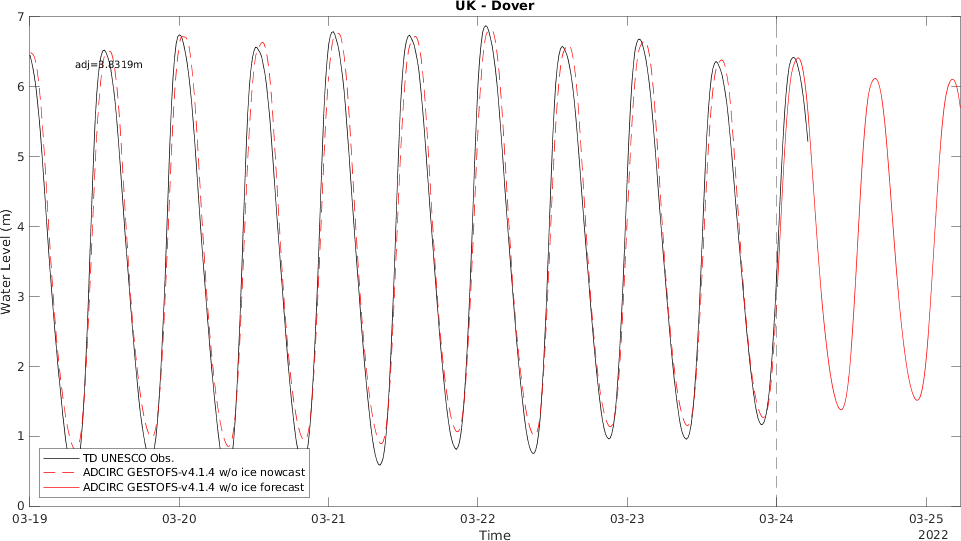 UK - Dover
7
adj=3.8319m
6
5
4
Water Level (m)
3
2
1
TD UNESCO Obs.
ADCIRC GESTOFS-v4.1.4 w/o ice nowcast
ADCIRC GESTOFS-v4.1.4 w/o ice forecast
0
03-19 03-20 03-21 03-22 03-23 03-24 03-25
Time
2022